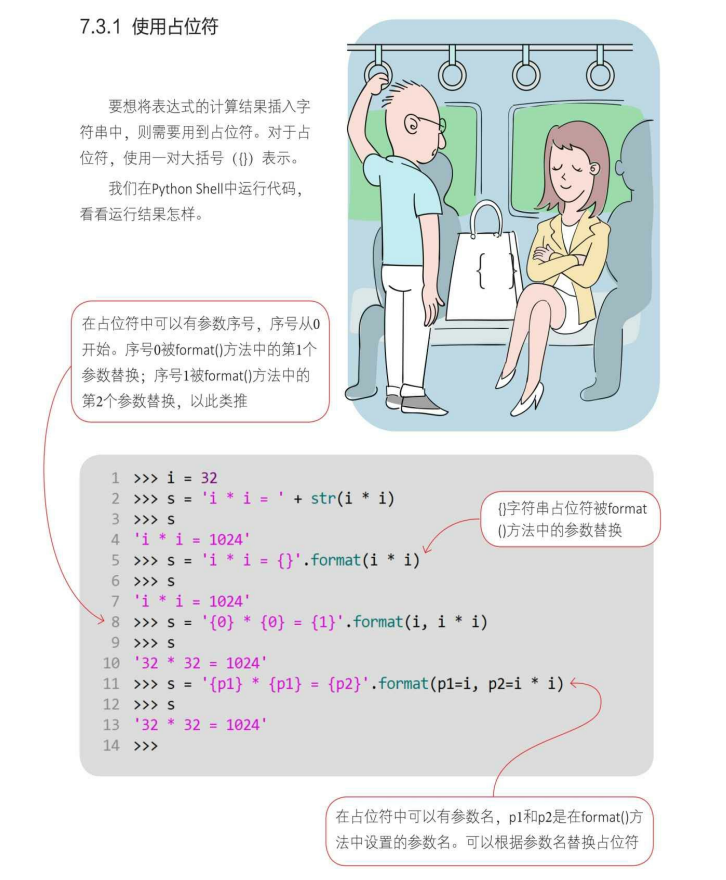 7.3.1 使用占位符
要想将表达式的计算结果插入字
符串中，则需要用到占位符。对于占
位符，使用一对大括号（{}）表示。
我们在Python Shell中运行代码，
看看运行结果怎样。
{ }
在占位符中可以有参数序号，序号从0
开始。序号0被format()方法中的第1个
参数替换；序号1被format()方法中的
第2个参数替换，以此类推
1 >>> i = 32
2 >>> s = 'i * i = ' + str(i * i)
3 >>> s
4 'i * i = 1024'
5 >>> s = 'i * i = {}'.format(i * i)
6 >>> s
7 'i * i = 1024'
8 >>> s = '{0} * {0} = {1}'.format(i, i * i)
9 >>> s
10 '32 * 32 = 1024'
11 >>> s = '{p1} * {p1} = {p2}'.format(p1=i, p2=i * i)
12 >>> s
13 '32 * 32 = 1024'
14 >>>
{}字符串占位符被format
()方法中的参数替换
在占位符中可以有参数名，p1和p2是在format()方
法中设置的参数名。可以根据参数名替换占位符